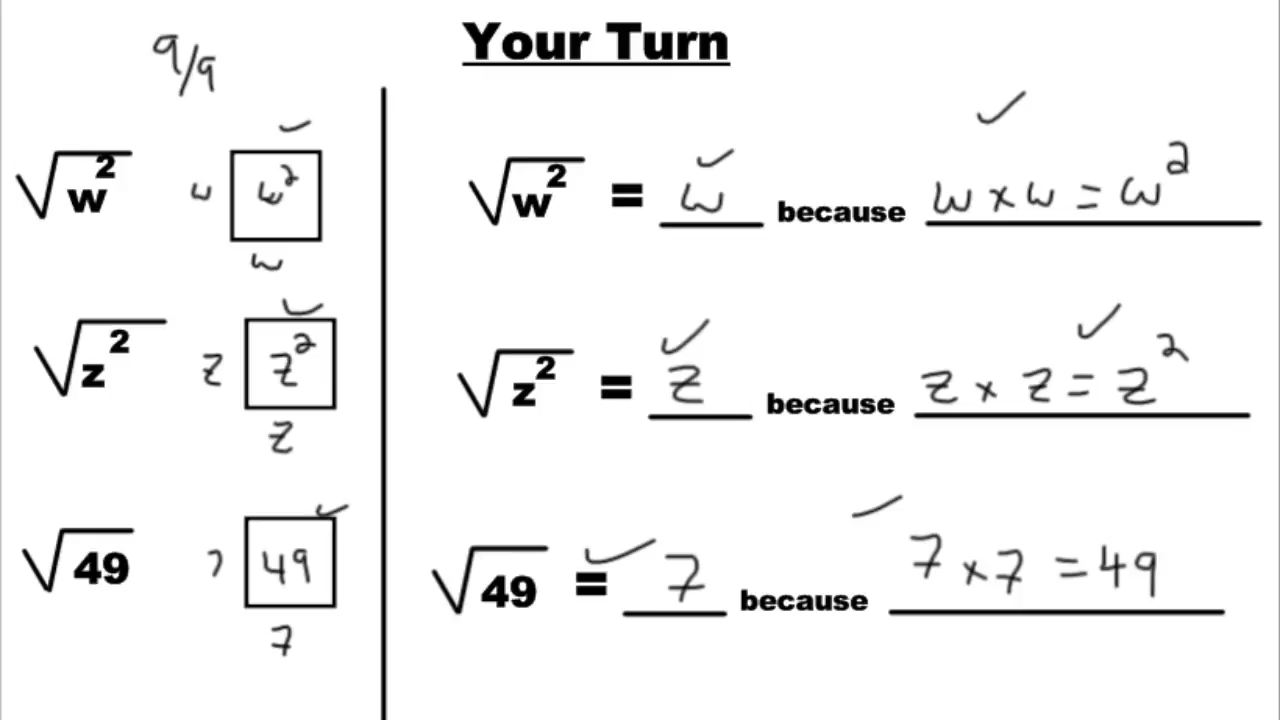 Your Turn
9/9
√w² w w² w
√z² z z² z
√49 7 49 7
√w² = w because w x w = w²
√z² = z because z x z = z²
√49 = 7 because 7 x 7 = 49